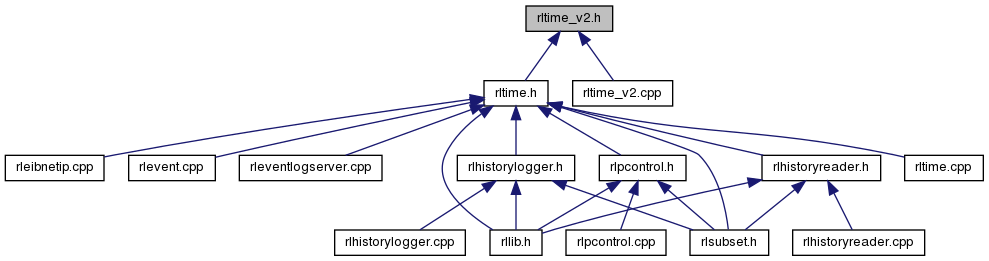 rltime_v2.h
rltime.h
rltime_v2.cpp
rleibnetip.cpp
rlevent.cpp
rleventlogserver.cpp
rlhistorylogger.h
rlpcontrol.h
rlhistoryreader.h
rltime.cpp
rlhistorylogger.cpp
rllib.h
rlpcontrol.cpp
rlsubset.h
rlhistoryreader.cpp